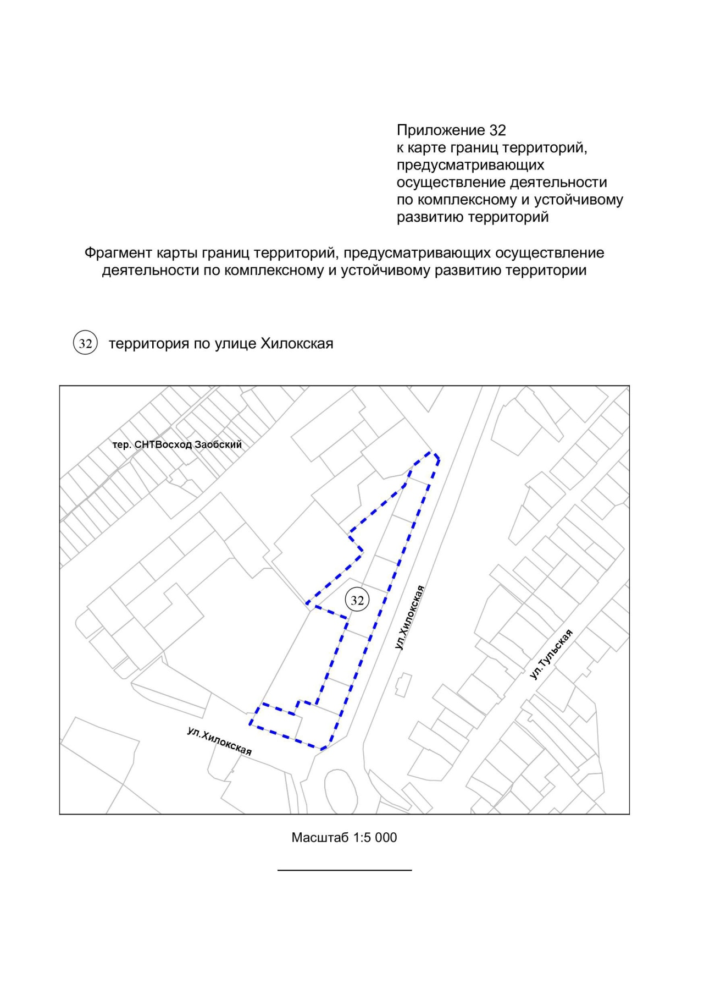 Приложение 32
к карте границ территорий,
предусматривающих
осуществление деятельности
по комплексному и устойчивому
развитию территорий
Фрагмент карты границ территорий, предусматривающих осуществление
деятельности по комплексному и устойчивому развитию территории
32 территория по улице Хилокская
тер. СНТВосход Заобский
32
ул.Хилокская
ул.Тульская
ул.Хилокская
Масштаб 1:5 000